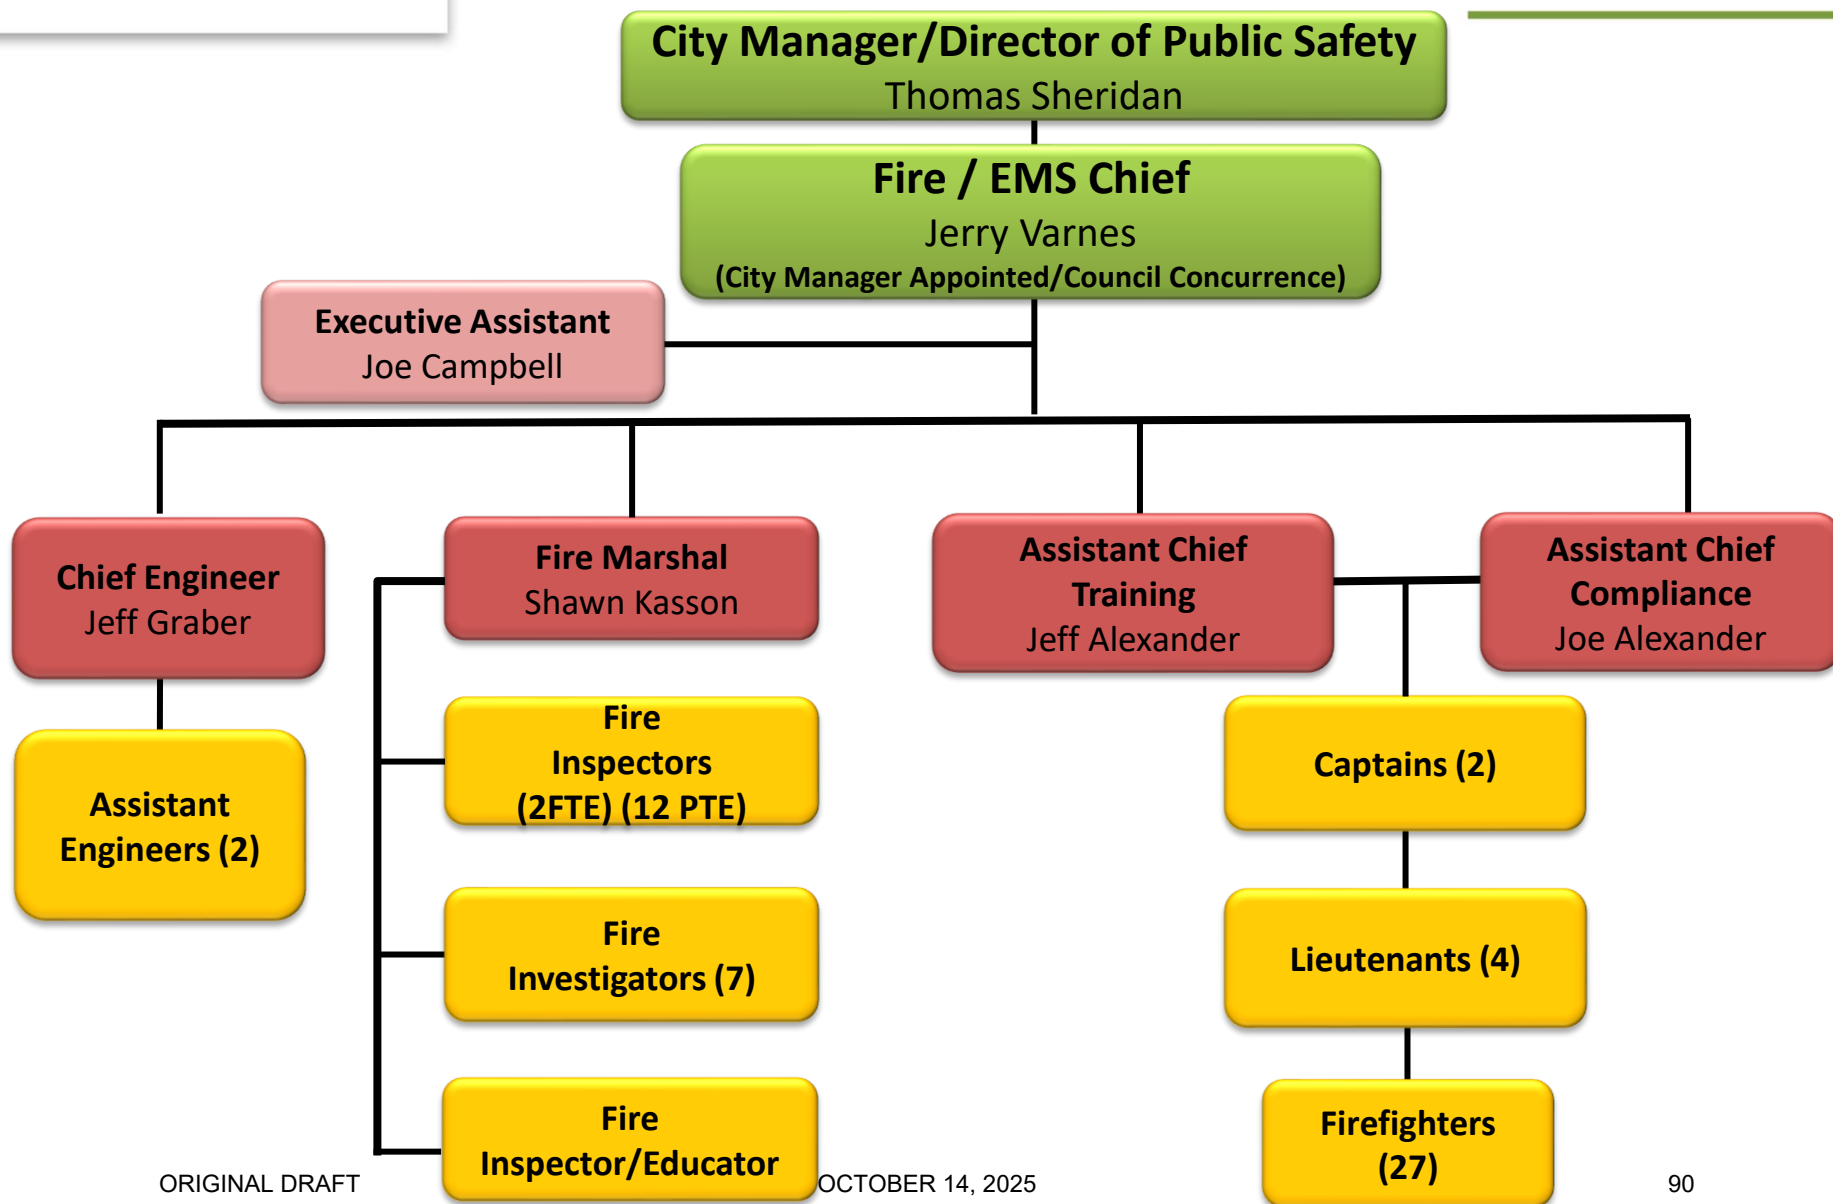 City Manager/Director of Public Safety
Thomas Sheridan
Fire / EMS Chief
Jerry Varnes
(City Manager Appointed/Council Concurrence)
Executive Assistant
Joe Campbell
Chief Engineer
Jeff Graber
Fire Marshal
Shawn Kasson
Assistant Chief
Training
Jeff Alexander
Assistant Chief
Compliance
Joe Alexander
Assistant
Engineers (2)
Fire
Inspectors
(2FTE) (12 PTE)
Fire
Investigators (7)
Fire
Inspector/Educator
Captains (2)
Lieutenants (4)
Firefighters
(27)
ORIGINAL DRAFT
OCTOBER 14, 2025
90